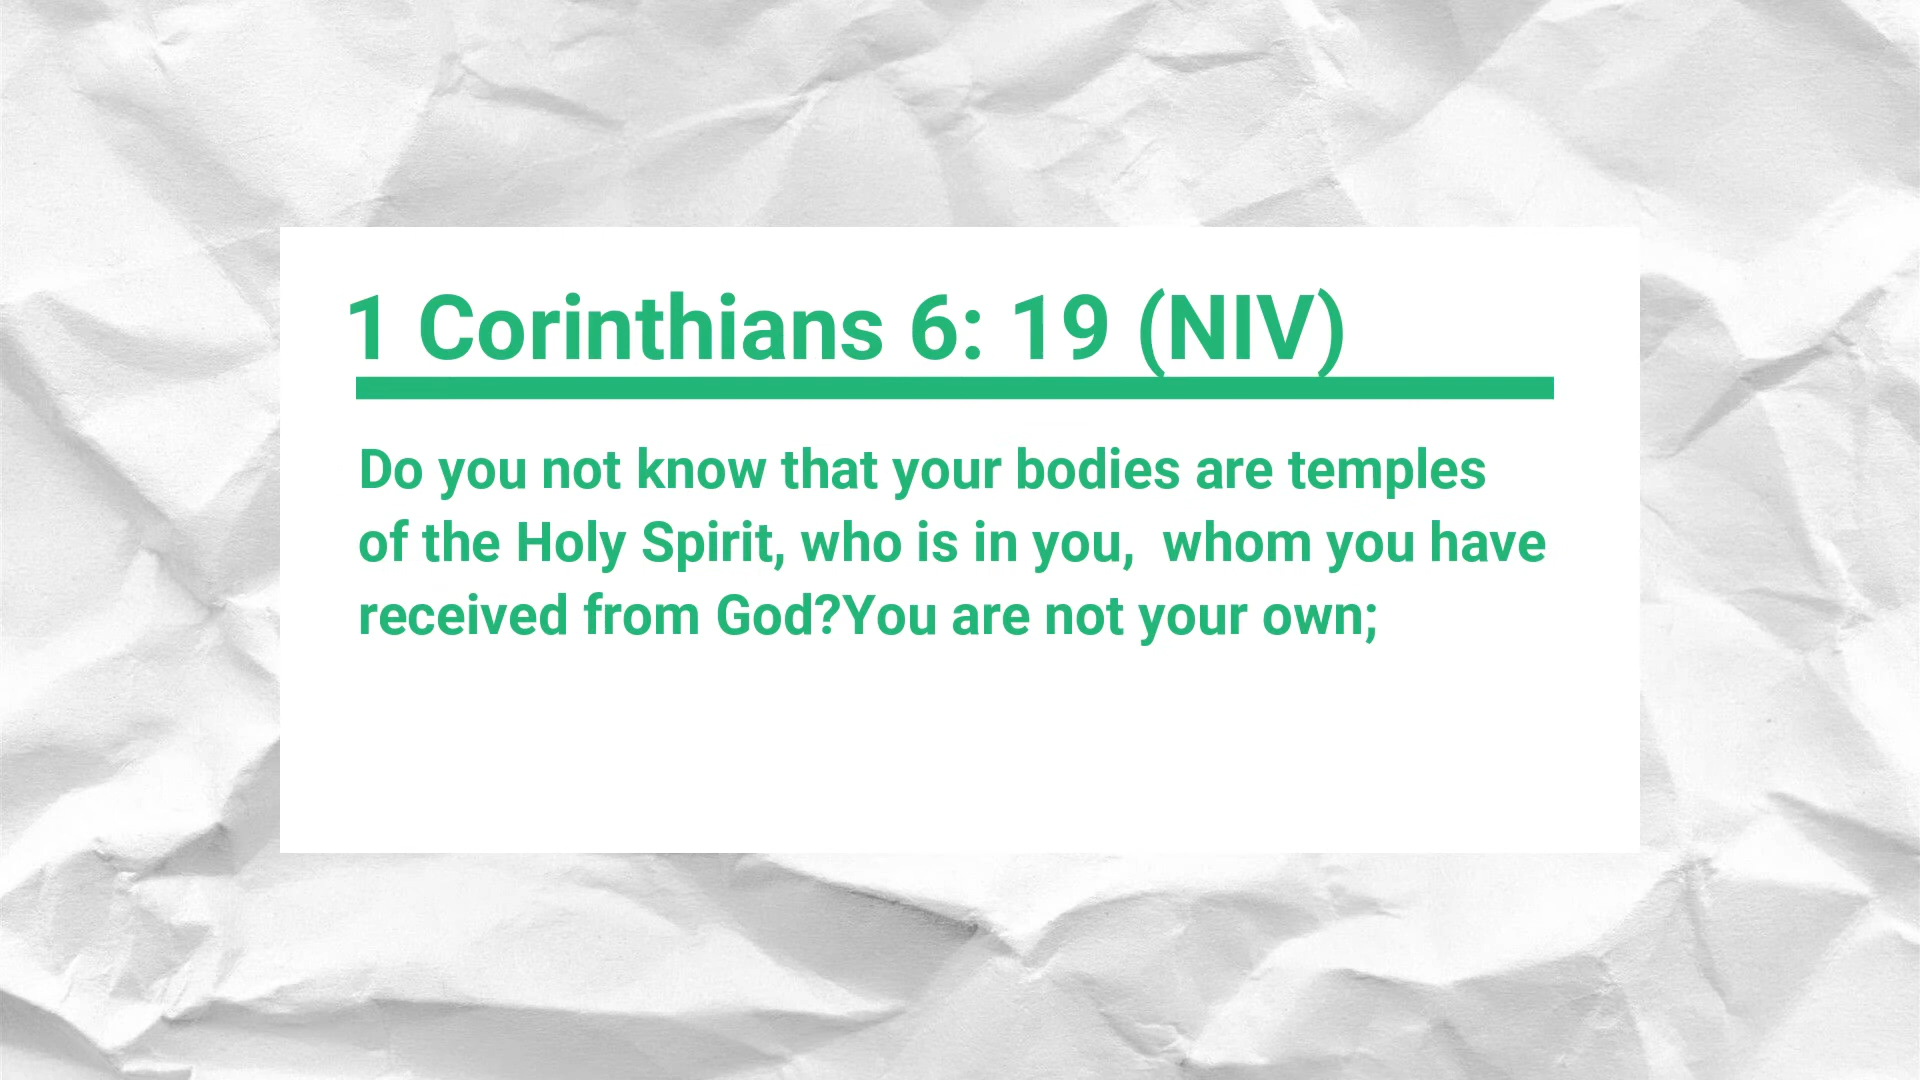 1 Corinthians 6: 19 (NIV)
Do you not know that your bodies are temples
of the Holy Spirit, who is in you,  whom you have
received from God?You are not your own;